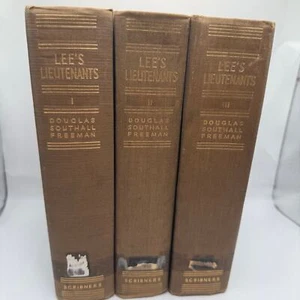 LEE'S
LIEUTENANTS
I
DOUGLAS
SOUTHALL
FREEMAN
SCRIBNERS
LEE'S
LIEUTENANTS
II
DOUGLAS
SOUTHALL
FREEMAN
SCRIBNERS
LEE'S
LIEUTENANTS
III
DOUGLAS
SOUTHALL
FREEMAN
SCRIBNERS